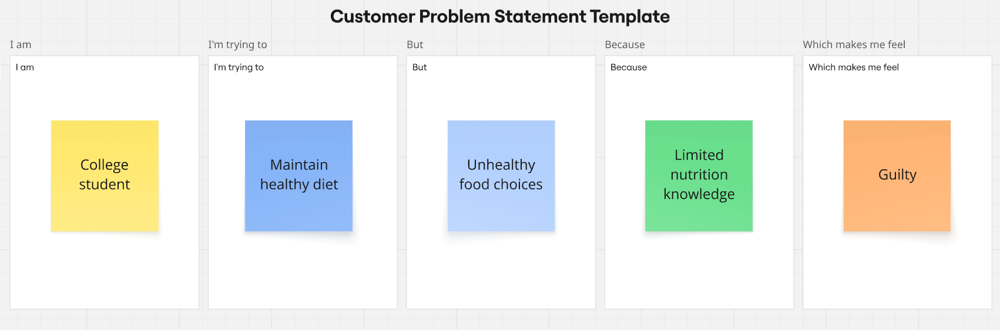 Customer Problem Statement Template
I am
I'm trying to
But
Because
Which makes me feel
I am
I'm trying to
But
Because
Which makes me feel
College
student
Maintain
healthy diet
Unhealthy
food choices
Limited
nutrition
knowledge
Guilty